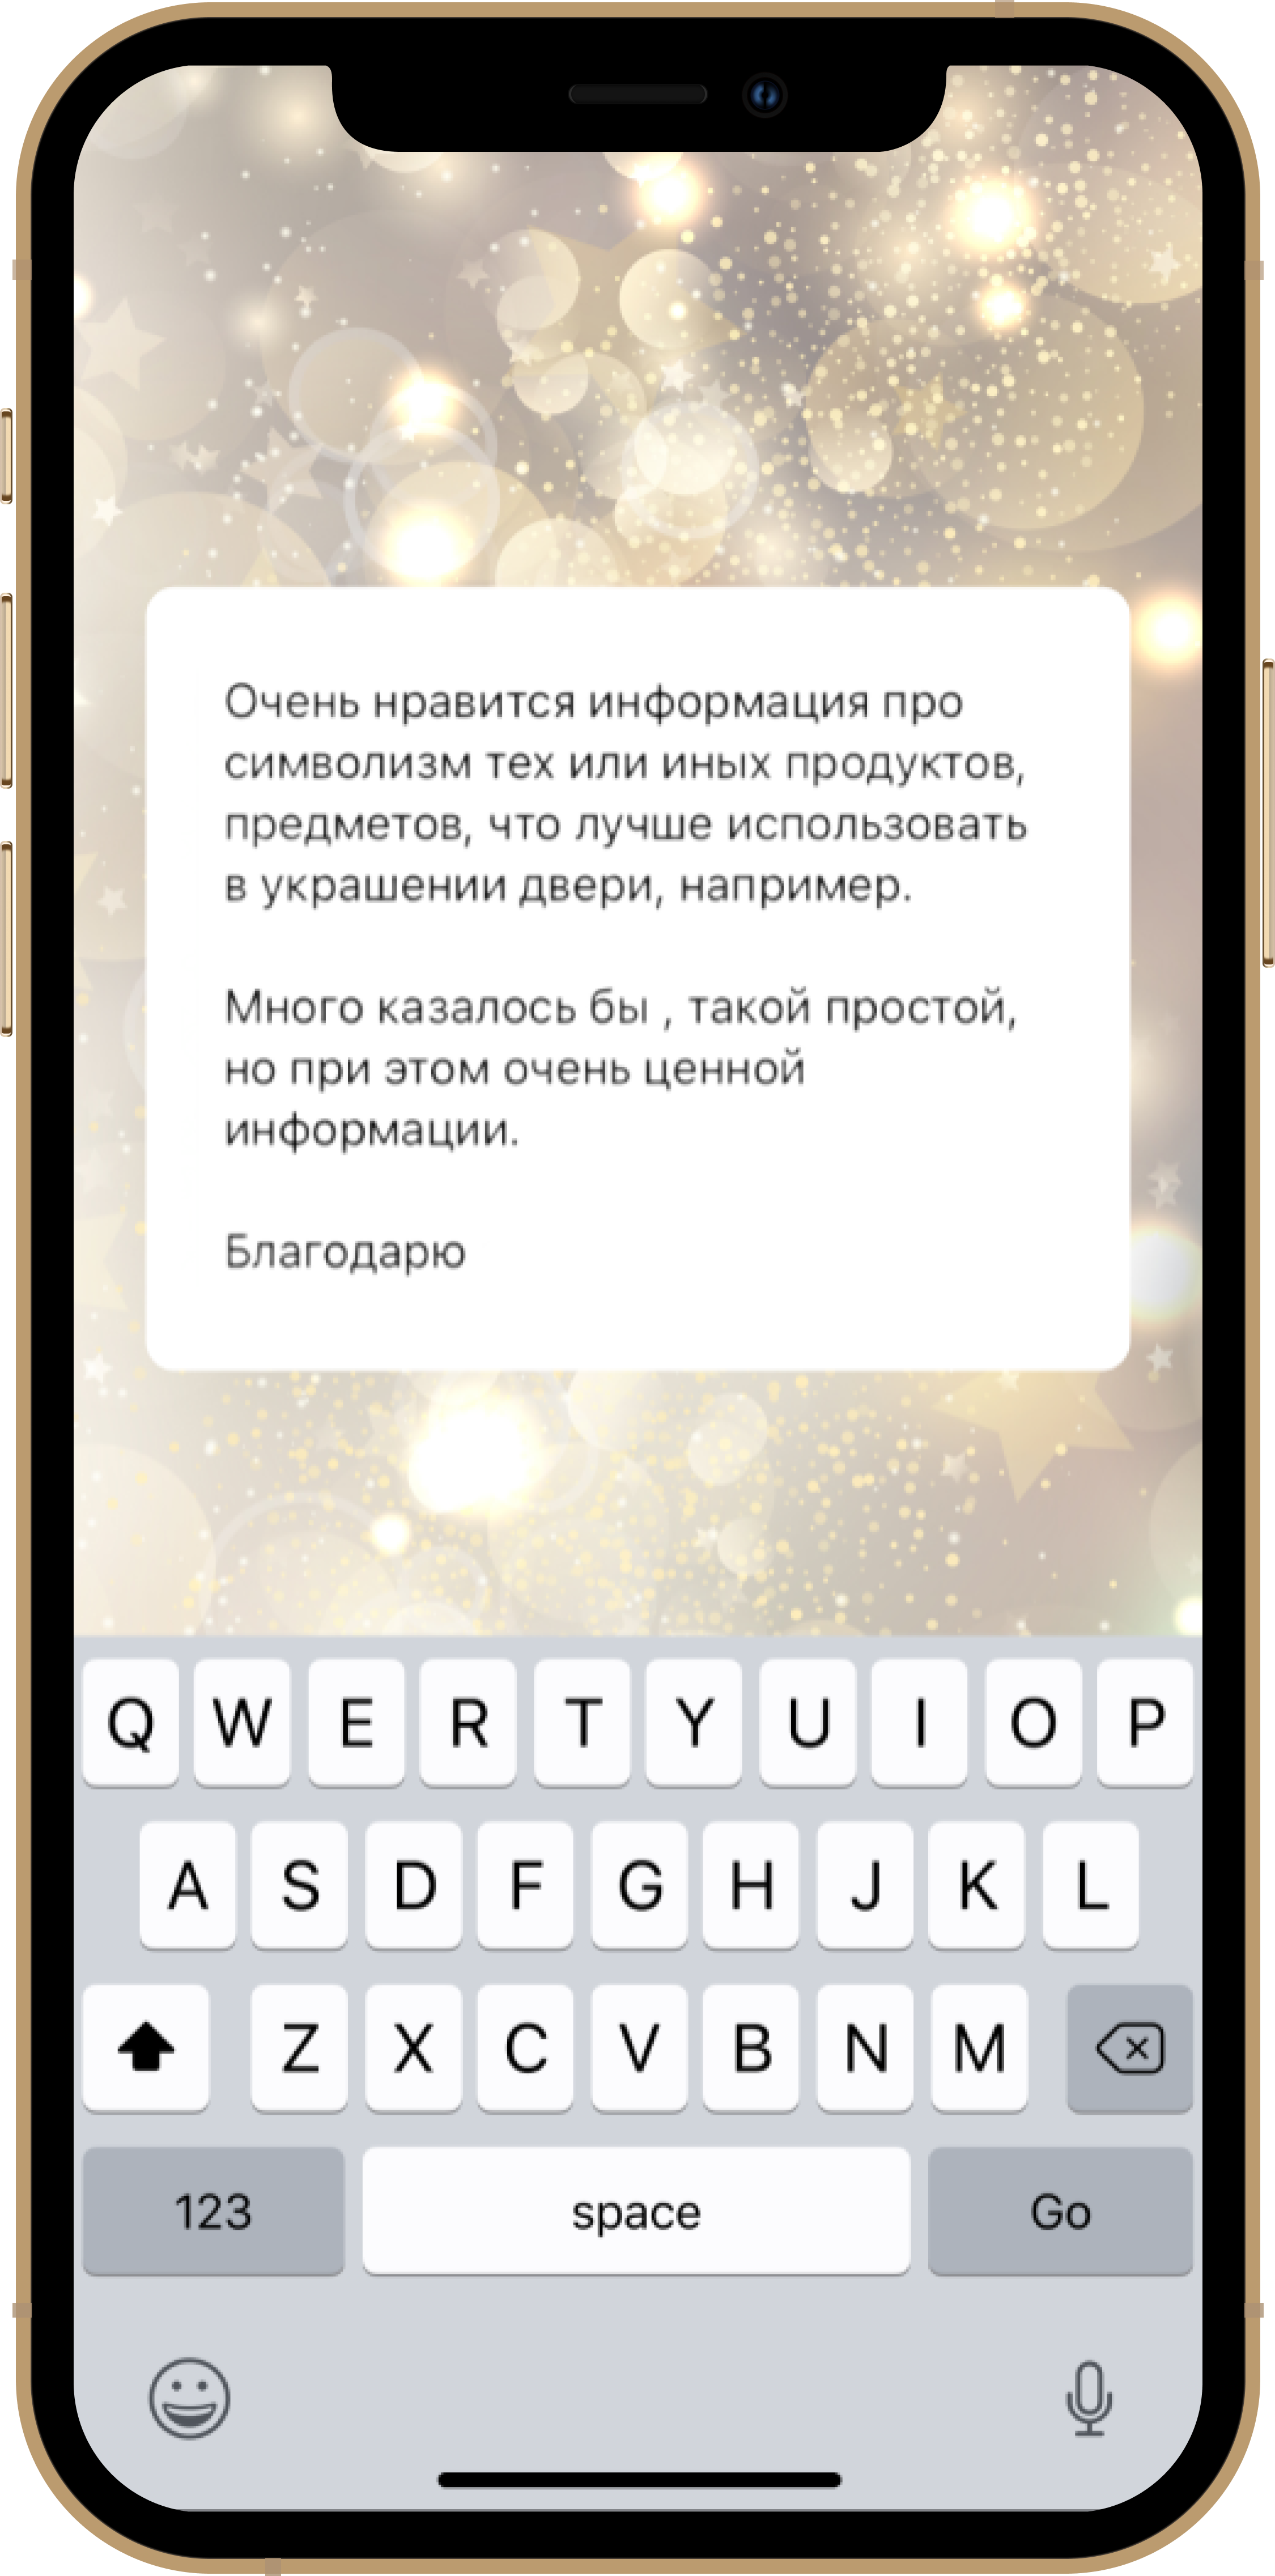 Очень нравится информация про
символизм тех или иных продуктов,
предметов, что лучше использовать
в украшении двери, например.
Много казалось бы , такой простой,
но при этом очень ценной
информации.
Благодарю
Q W E R T Y U I O P
A S D F G H J K L
Z X C V B N M
123 space Go